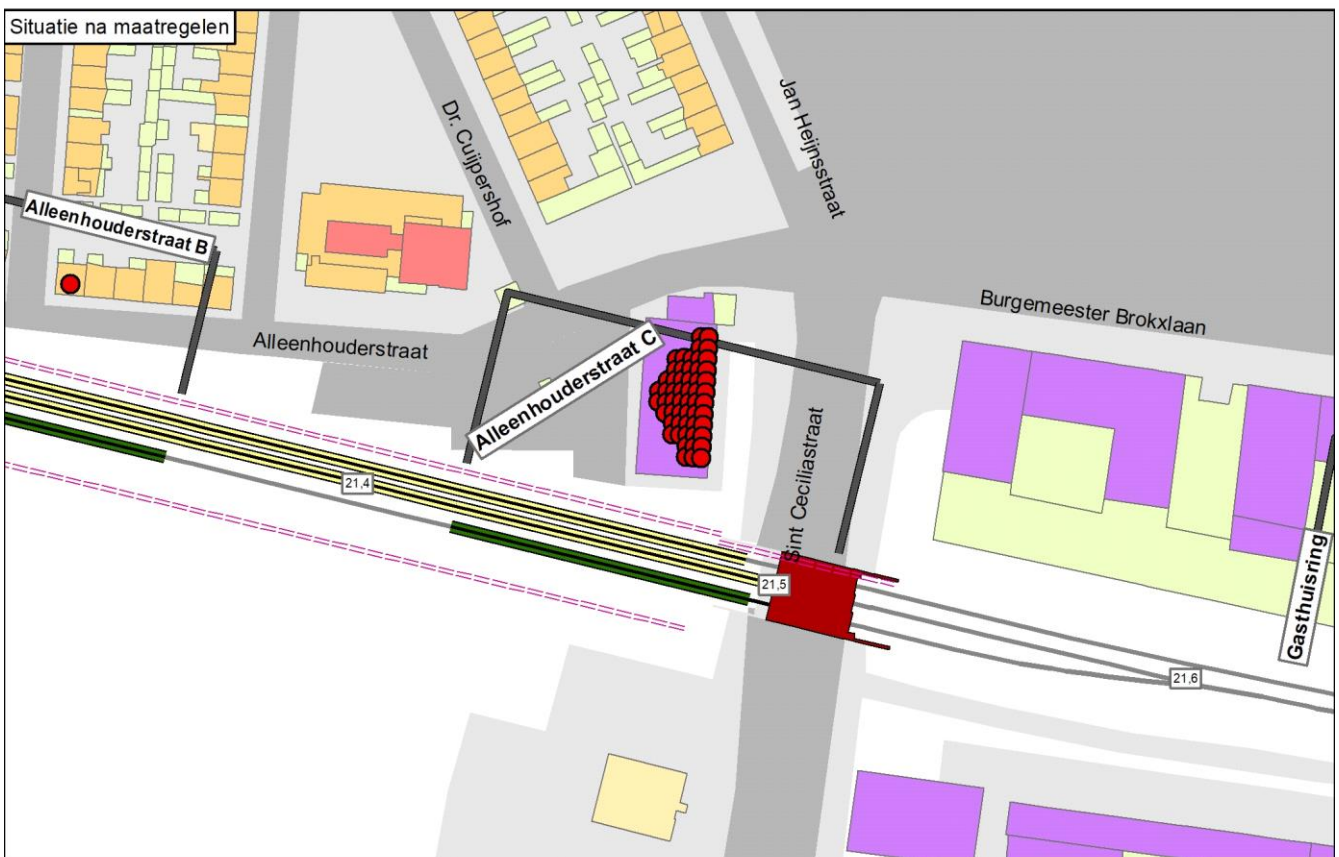 Situatie na maatregelen
Jan Heijnsstraat
Dr. Cuijpershof
Alleenhouderstraat B
Burgemeester Brokxlaan
Alleenhouderstraat
Alleenhouderstraat C
Sint Ceciliastraat
21,4
21,5
Gasthuisring
21,6